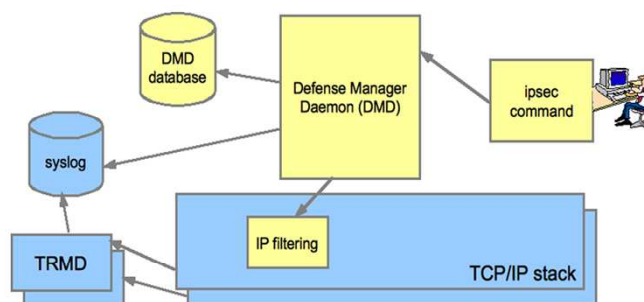 DMD
database
Defense Manager
Daemon (DMD)
ipsec
command
syslog
IP filtering
TRMD
TCP/IP stack